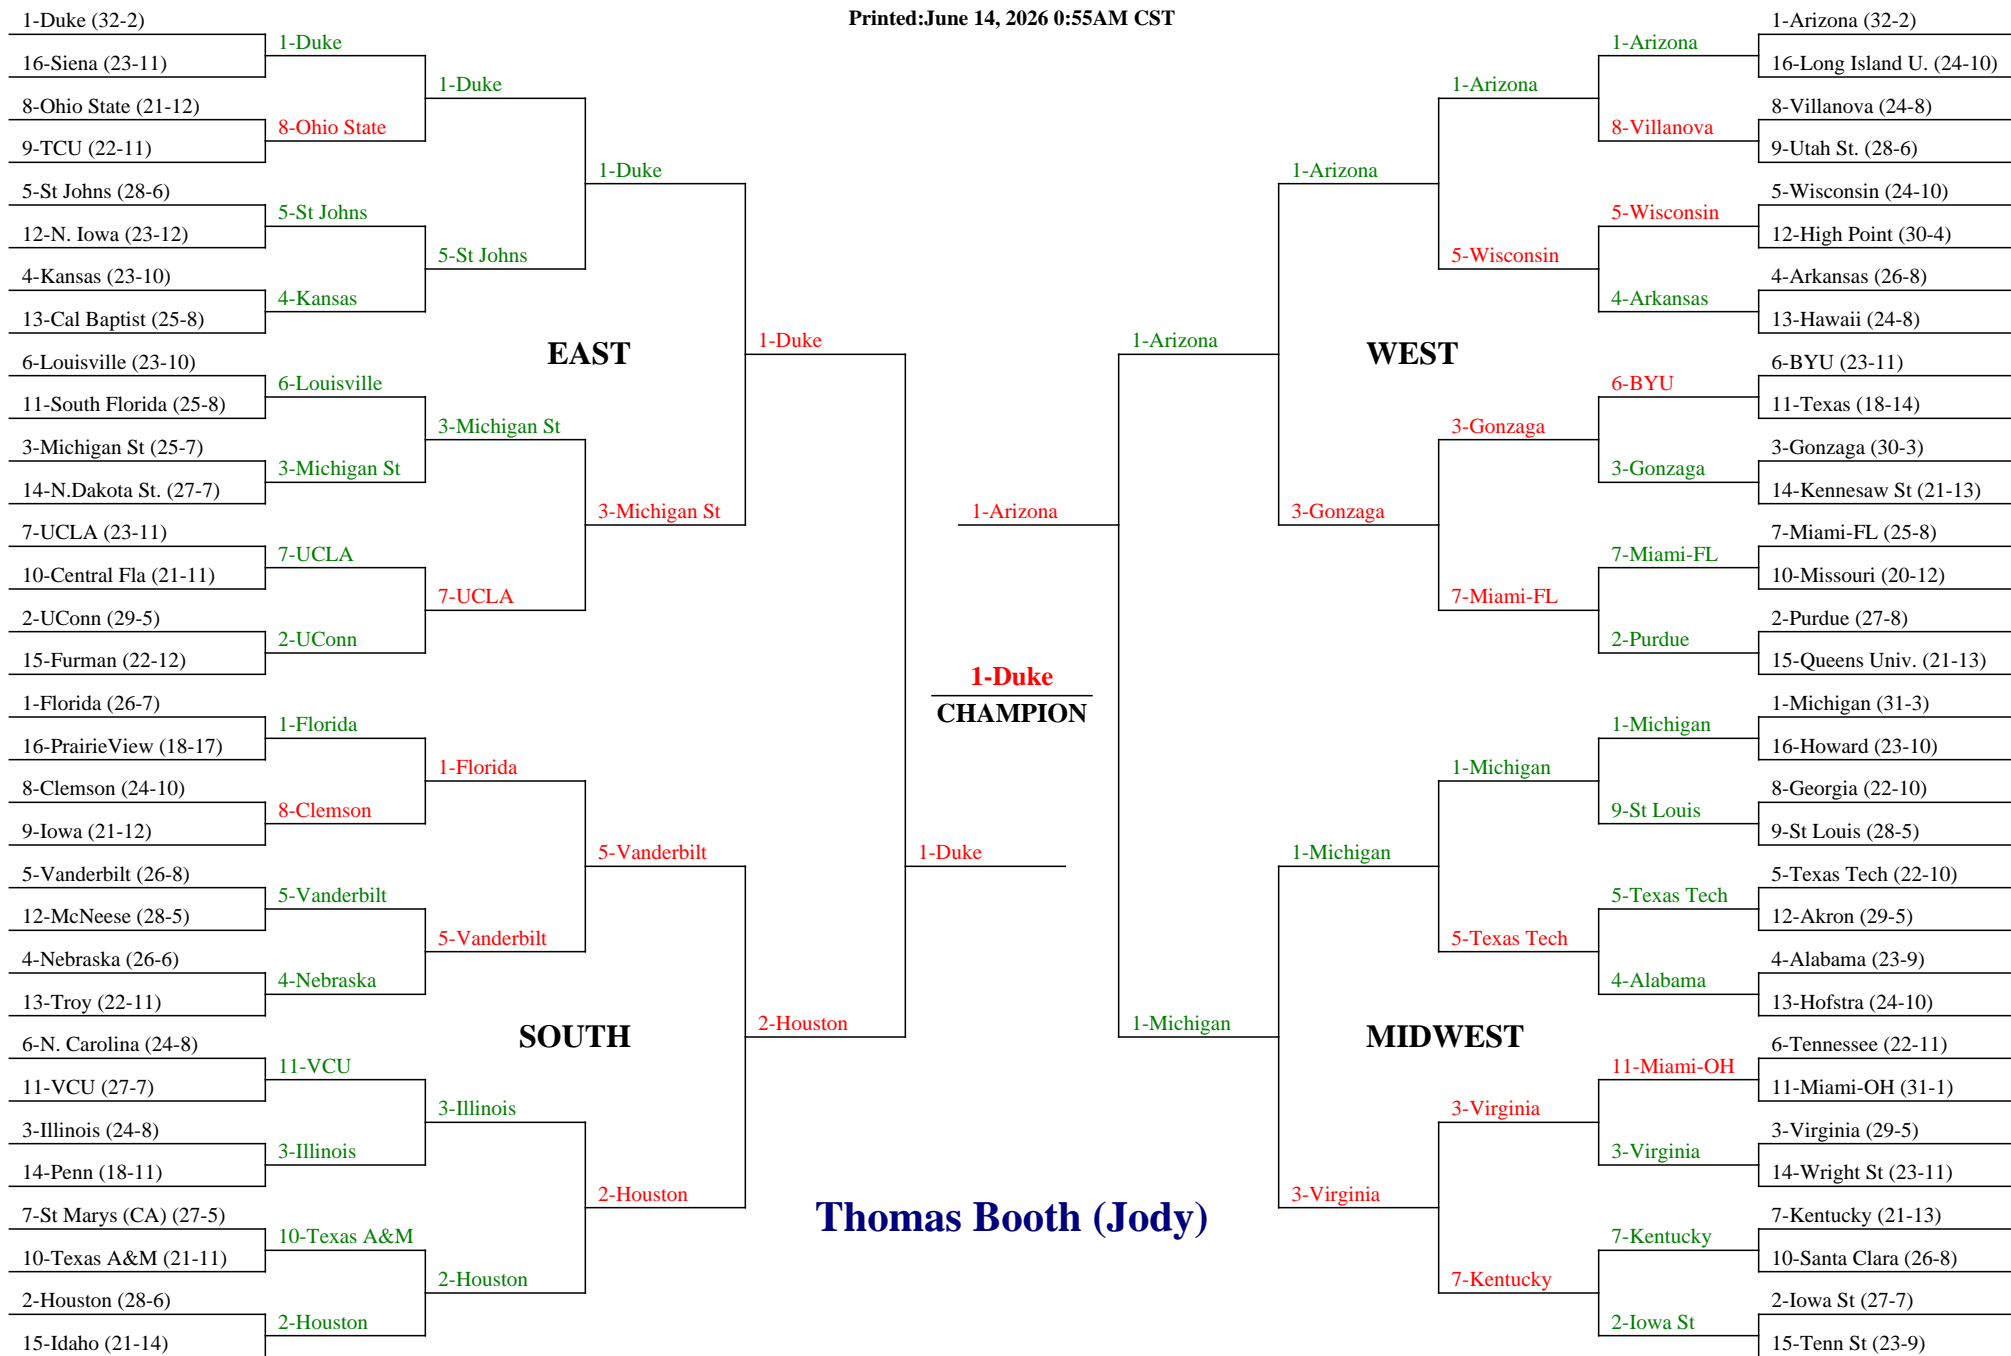 Printed:June 14, 2026 0:55AM CST
1-Duke (32-2)
16-Siena (23-11)
8-Ohio State (21-12)
9-TCU (22-11)
5-St Johns (28-6)
12-N. Iowa (23-12)
4-Kansas (23-10)
13-Cal Baptist (25-8)
6-Louisville (23-10)
11-South Florida (25-8)
3-Michigan St (25-7)
14-N.Dakota St. (27-7)
7-UCLA (23-11)
10-Central Fla (21-11)
2-UConn (29-5)
15-Furman (22-12)
1-Florida (26-7)
16-PrairieView (18-17)
8-Clemson (24-10)
9-Iowa (21-12)
5-Vanderbilt (26-8)
12-McNeese (28-5)
4-Nebraska (26-6)
13-Troy (22-11)
6-N. Carolina (24-8)
11-VCU (27-7)
3-Illinois (24-8)
14-Penn (18-11)
7-St Marys (CA) (27-5)
10-Texas A&M (21-11)
2-Houston (28-6)
15-Idaho (21-14)
1-Duke
8-Ohio State
5-St Johns
4-Kansas
6-Louisville
3-Michigan St
7-UCLA
2-UConn
1-Florida
8-Clemson
5-Vanderbilt
4-Nebraska
11-VCU
3-Illinois
10-Texas A&M
2-Houston
1-Duke
5-St Johns
3-Michigan St
7-UCLA
1-Florida
5-Vanderbilt
3-Illinois
2-Houston
1-Duke
EAST
3-Michigan St
5-Vanderbilt
SOUTH
2-Houston
1-Duke
2-Houston
1-Duke
1-Arizona
1-Duke
CHAMPION
Thomas Booth (Jody)
1-Arizona
1-Michigan
1-Arizona
WEST
3-Gonzaga
1-Michigan
MIDWEST
3-Virginia
1-Arizona
5-Wisconsin
3-Gonzaga
7-Miami-FL
1-Michigan
5-Texas Tech
3-Virginia
7-Kentucky
1-Arizona
8-Villanova
5-Wisconsin
4-Arkansas
6-BYU
3-Gonzaga
7-Miami-FL
2-Purdue
1-Michigan
9-St Louis
5-Texas Tech
4-Alabama
11-Miami-OH
3-Virginia
7-Kentucky
2-Iowa St
1-Arizona (32-2)
16-Long Island U. (24-10)
8-Villanova (24-8)
9-Utah St. (28-6)
5-Wisconsin (24-10)
12-High Point (30-4)
4-Arkansas (26-8)
13-Hawaii (24-8)
6-BYU (23-11)
11-Texas (18-14)
3-Gonzaga (30-3)
14-Kennesaw St (21-13)
7-Miami-FL (25-8)
10-Missouri (20-12)
2-Purdue (27-8)
15-Queens Univ. (21-13)
1-Michigan (31-3)
16-Howard (23-10)
8-Georgia (22-10)
9-St Louis (28-5)
5-Texas Tech (22-10)
12-Akron (29-5)
4-Alabama (23-9)
13-Hofstra (24-10)
6-Tennessee (22-11)
11-Miami-OH (31-1)
3-Virginia (29-5)
14-Wright St (23-11)
7-Kentucky (21-13)
10-Santa Clara (26-8)
2-Iowa St (27-7)
15-Tenn St (23-9)